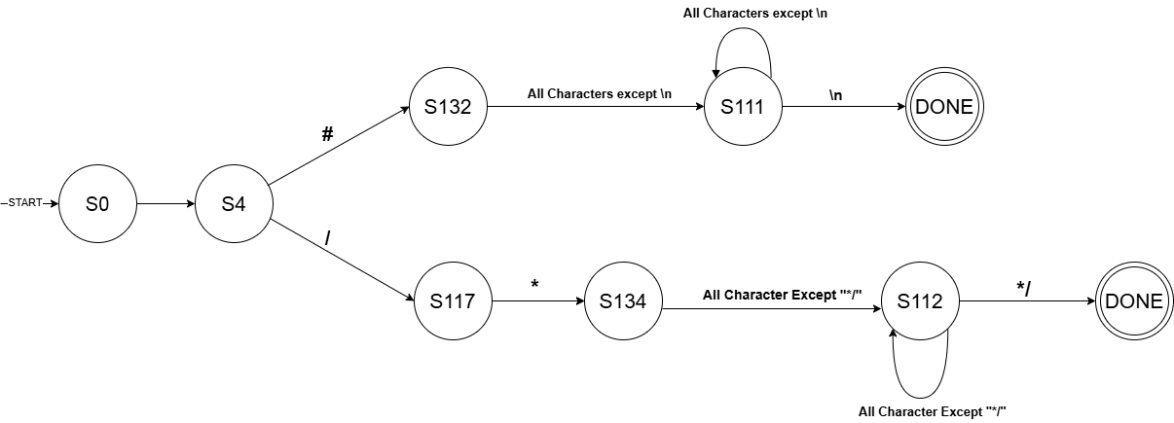 All Characters except \n
S132
All Characters except \n
S111
\n
DONE
#
START
S0
S4
/
S117
*
S134
All Character Except "*/"
S112
*/
DONE
All Character Except "*/"